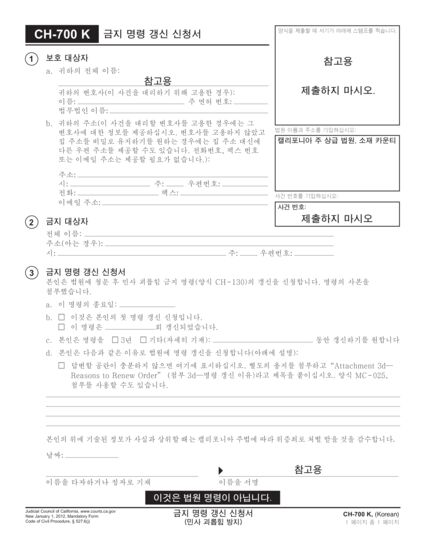 CH-700 K 금지 명령 갱신 신청서
양식을 제출할 때 서기가 아래에 스탬프를 찍습니다.
참고용
제출하지 마시오.
1 보호 대상자
a. 귀하의 전체 이름:
참고용
귀하의 변호사(이 사건을 대리하기 위해 고용한 경우):
이름: 주 면허 번호:
법무법인 이름:
b. 귀하의 주소(이 사건을 대리할 변호사를 고용한 경우에는 그
변호사에 대한 정보를 제공하십시오. 변호사를 고용하지 않았고
집 주소를 비밀로 유지하기를 원하는 경우에는 집 주소 대신에
다른 우편 주소를 제공할 수도 있습니다. 전화번호, 팩스 번호
또는 이메일 주소는 제공할 필요가 없습니다.):
주소:
시: 주: 우편번호:
전화: 팩스:
이메일 주소:
법원 이름과 주소를 기입하십시오:
캘리포니아 주 상급 법원, 소재 카운티
사건 번호를 기입하십시오:
사건 번호:
제출하지 마시오
2 금지 대상자
전체 이름:
주소(아는 경우):
시: 주: 우편번호:
3 금지 명령 갱신 신청서
본인은 법원에 청문 후 민사 괴롭힘 금지 명령(양식 CH-130)의 갱신을 신청합니다. 명령의 사본을
첨부했습니다.
a. 이 명령의 종료일:
b. □ 이것은 본인의 첫 명령 갱신 신청입니다.
□ 이 명령은 회 갱신되었습니다.
c. 본인은 명령을 □ 3년 □ 기타(자세히 기재): 동안 갱신하기를 원합니다
d. 본인은 다음과 같은 이유로 법원에 명령 갱신을 신청합니다(아래에 설명):
□ 답변할 공란이 충분하지 않으면 여기에 표시하십시오. 별도의 용지를 첨부하고 “Attachment 3d—
Reasons to Renew Order” (첨부 3d—명령 갱신 이유)라고 제목을 붙이십시오. 양식 MC-025,
첨부를 사용할 수도 있습니다.
본인의 위에 기술된 정보가 사실과 상위할 때는 캘리포니아 주법에 따라 위증죄로 처벌 받을 것을 감수합니다.
날짜:
참고용
이름을 타자하거나 정자로 기재 이름을 서명
이것은 법원 명령이 아닙니다.
Judicial Council of California, www.courts.ca.gov
New January 1, 2012, Mandatory Form
Code of Civil Procedure, § 527.6(j)
금지 명령 갱신 신청서
(민사 괴롭힘 방지)
CH-700 K, (Korean)
1 페이지 중 1 페이지